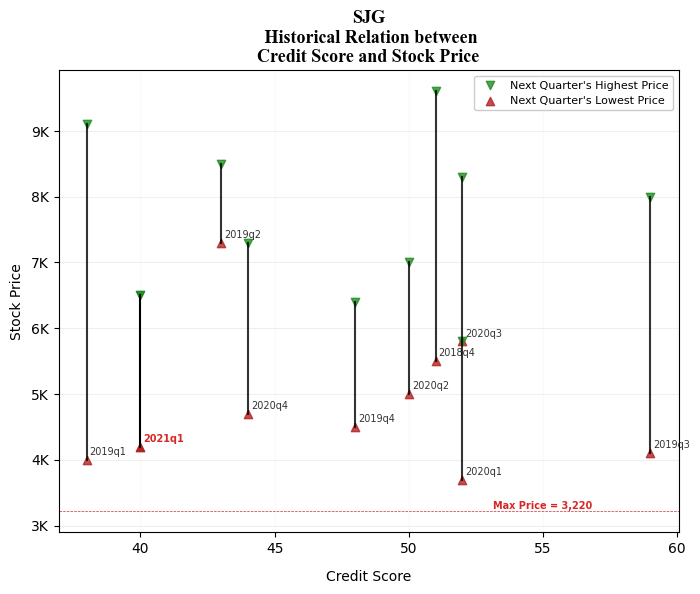 SJG
Historical Relation between
Credit Score and Stock Price
Next Quarter's Highest Price
Next Quarter's Lowest Price
9K
8K
7K
6K
5K
4K
3K
Stock Price
2019q2
2020q3
2018q4
2020q2
2020q4
2019q4
2021q1
2019q1
2019q3
2020q1
Max Price = 3,220
40
45
50
55
60
Credit Score